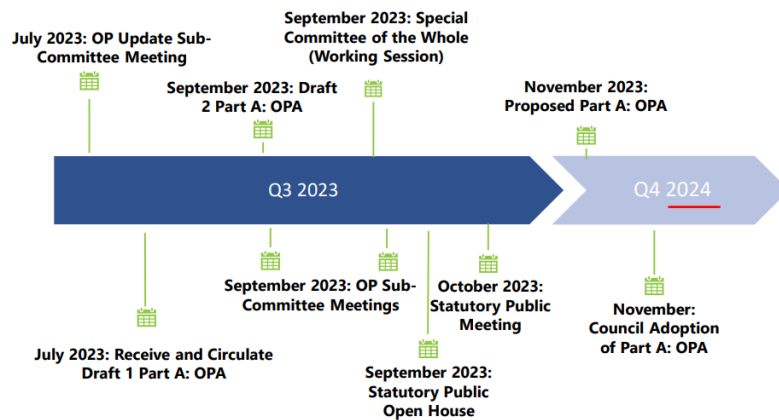 September 2023: Special
Committee of the Whole
(Working Session)
July 2023: OP Update Sub-
Committee Meeting
September 2023: Draft
2 Part A: OPA
November 2023:
Proposed Part A: OPA
Q3 2023
Q4 2024
September 2023: OP Sub-
Committee Meetings
October 2023:
Statutory Public
Meeting
November:
Council Adoption
of Part A: OPA
July 2023: Receive and Circulate
Draft 1 Part A: OPA
September 2023:
Statutory Public
Open House